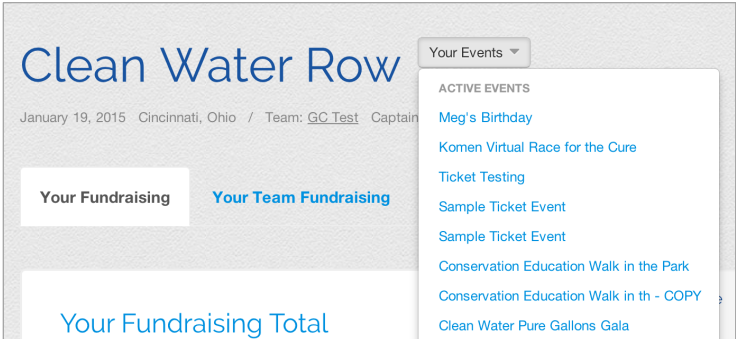 Clean Water Row
Your Events
January 19, 2015 Cincinnati, Ohio / Team: GC Test Captain
ACTIVE EVENTS
Meg's Birthday
Komen Virtual Race for the Cure
Ticket Testing
Sample Ticket Event
Sample Ticket Event
Conservation Education Walk in the Park
Conservation Education Walk in th - COPY
Clean Water Pure Gallons Gala
Your Fundraising
Your Team Fundraising
Your Fundraising Total